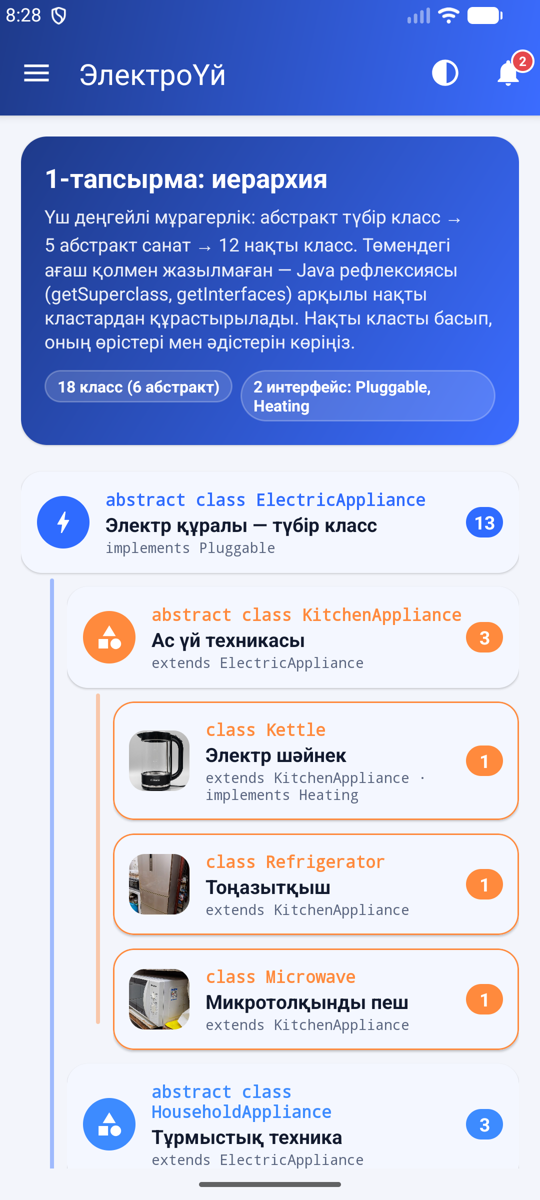 8:28
ЭлектроҮй
2
1-тапсырма: иерархия
Үш деңгейлі мұрагерлік: абстракт түбір класс →
5 абстракт санат → 12 нақты класс. Төмендегі
ағаш қолмен жазылмаған — Java рефлексиясы
(getSuperclass, getInterfaces) арқылы нақты
кластардан құрастырылады. Нақты класты басып,
оның өрістері мен әдістерін көріңіз.
18 класс (6 абстракт)
2 интерфейс: Pluggable,
Heating
abstract class ElectricAppliance
Электр құралы — түбір класс
implements Pluggable
13
abstract class KitchenAppliance
Ас үй техникасы
extends ElectricAppliance
3
class Kettle
Электр шәйнек
extends KitchenAppliance ·
implements Heating
1
class Refrigerator
Тоңазытқыш
extends KitchenAppliance
1
class Microwave
Микротолқынды пеш
extends KitchenAppliance
1
abstract class
HouseholdAppliance
Тұрмыстық техника
extends ElectricAppliance
3